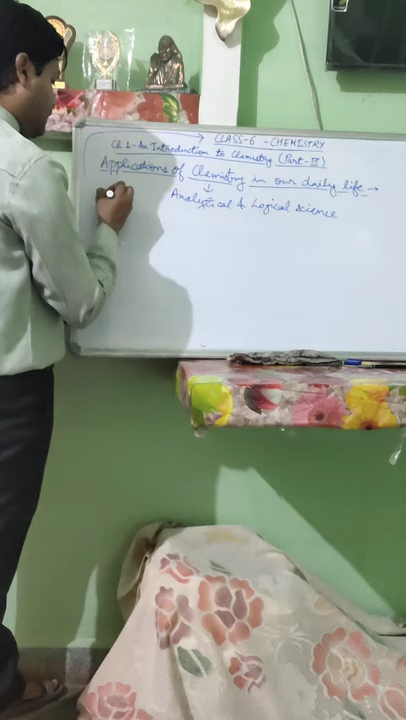 CLASS-6 - CHEMISTRY
Ch 1 - An Introduction to Chemistry (Part-IV)
Applications of Chemistry in our daily life →
↓
Analytical & Logical science